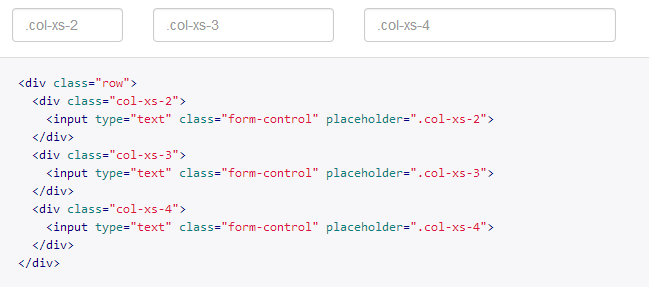 .col-xs-2 .col-xs-3 .col-xs-4
<div class="row">
  <div class="col-xs-2">
    <input type="text" class="form-control" placeholder=".col-xs-2">
  </div>
  <div class="col-xs-3">
    <input type="text" class="form-control" placeholder=".col-xs-3">
  </div>
  <div class="col-xs-4">
    <input type="text" class="form-control" placeholder=".col-xs-4">
  </div>
</div>